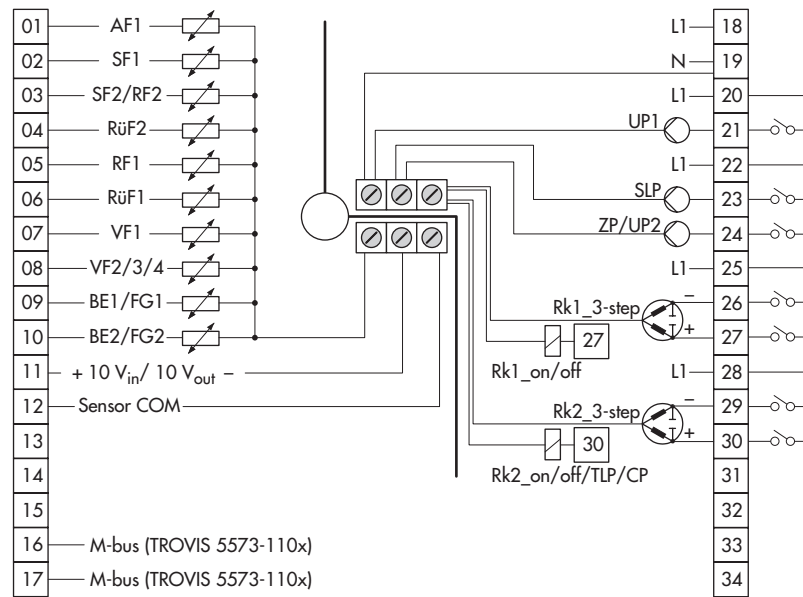 01 AF1
02 SF1
03 SF2/RF2
04 RüF2
05 RF1
06 RüF1
07 VF1
08 VF2/3/4
09 BE1/FG1
10 BE2/FG2
11 + 10 Vin/ 10 Vout –
12 Sensor COM
13
14
15
16 M-bus (TROVIS 5573-110x)
17 M-bus (TROVIS 5573-110x)
L1 18
N 19
L1 20
UP1 21
L1 22
SLP 23
ZP/UP2 24
L1 25
Rk1_3-step – 26
+ 27
27
Rk1_on/off
L1 28
Rk2_3-step – 29
+ 30
30
Rk2_on/off/TLP/CP
31
32
33
34